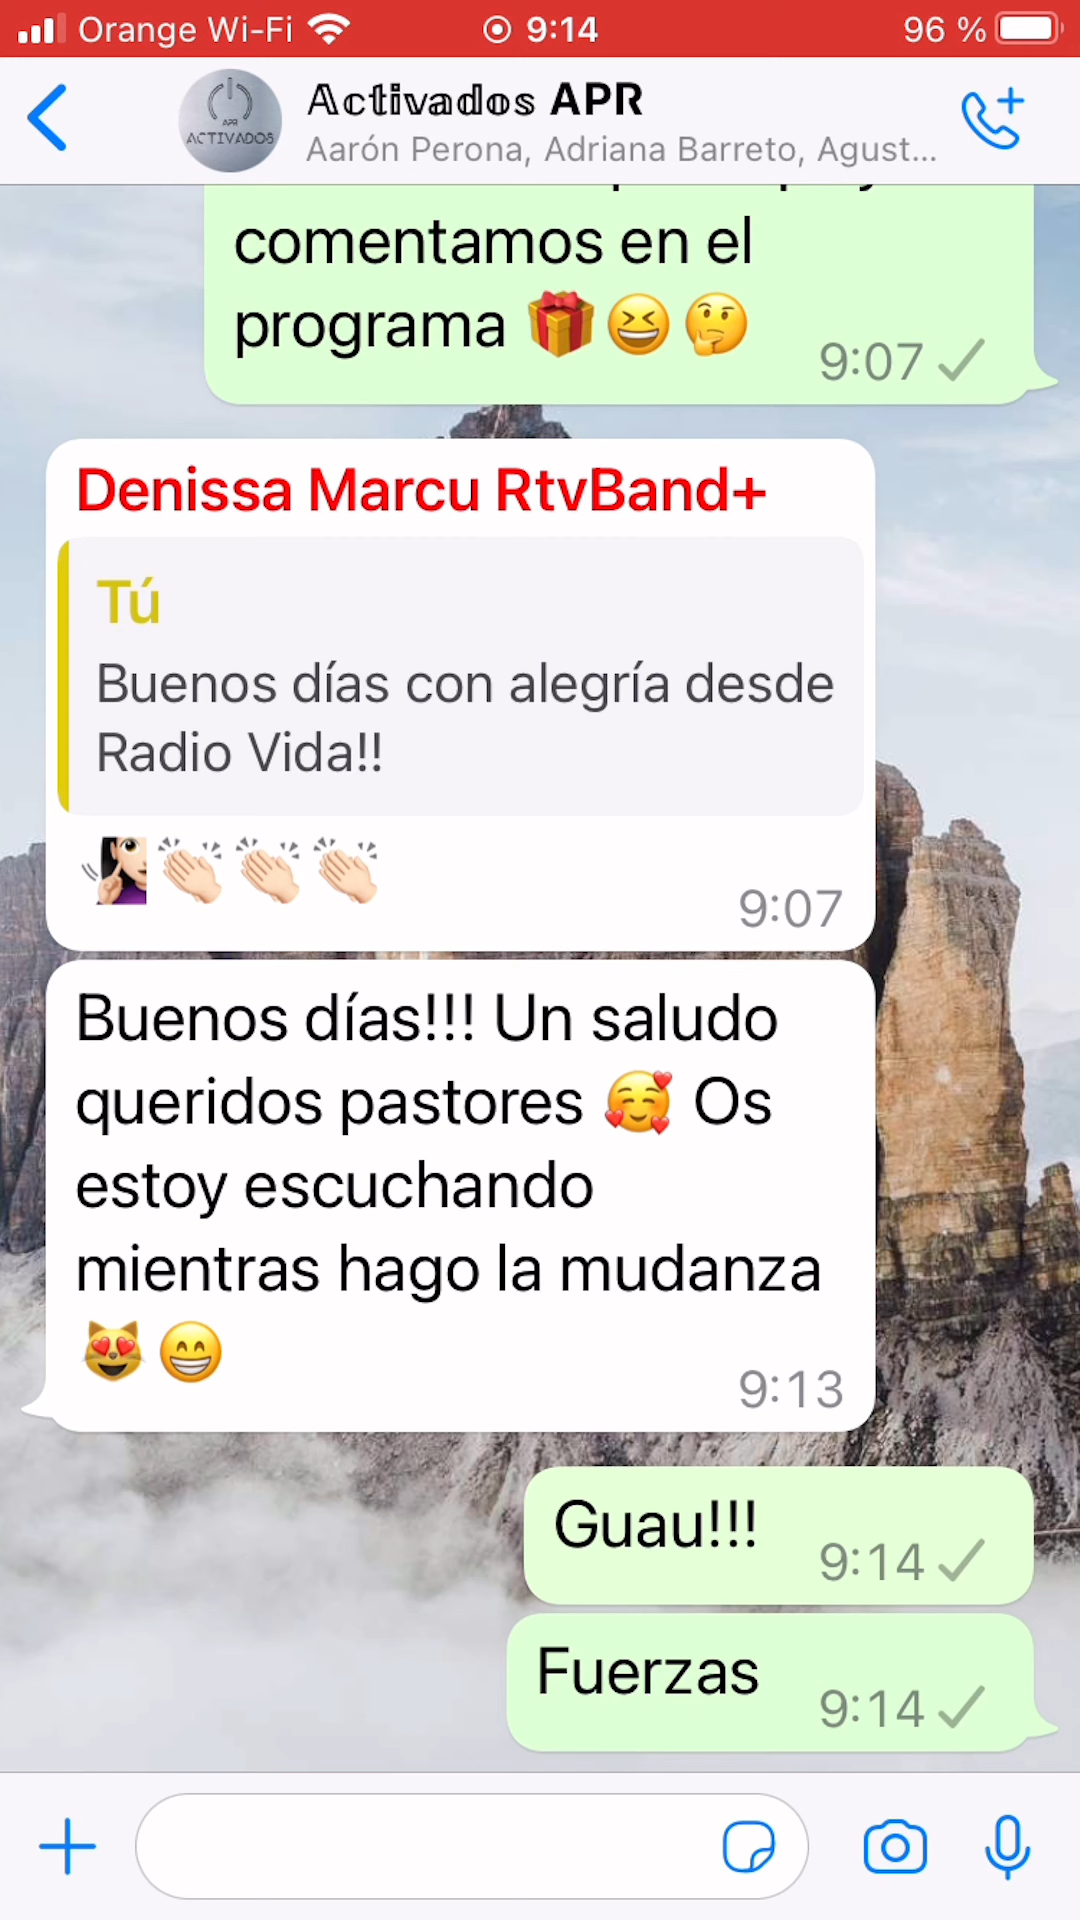 Orange Wi-Fi 9:14 96 %
𝔸𝕔𝕥𝕚𝕧𝕒𝕕𝕠𝕤 APR
Aarón Perona, Adriana Barreto, Agust...
APR
ACTIVADOS
comentamos en el
programa 🎁😆🤔
9:07
Denissa Marcu RtvBand+
Tú
Buenos días con alegría desde
Radio Vida!!
🧏🏻‍♀️👏🏻👏🏻👏🏻
9:07
Buenos días!!! Un saludo
queridos pastores 🥰 Os
estoy escuchando
mientras hago la mudanza
😻😁
9:13
Guau!!!
9:14
Fuerzas
9:14